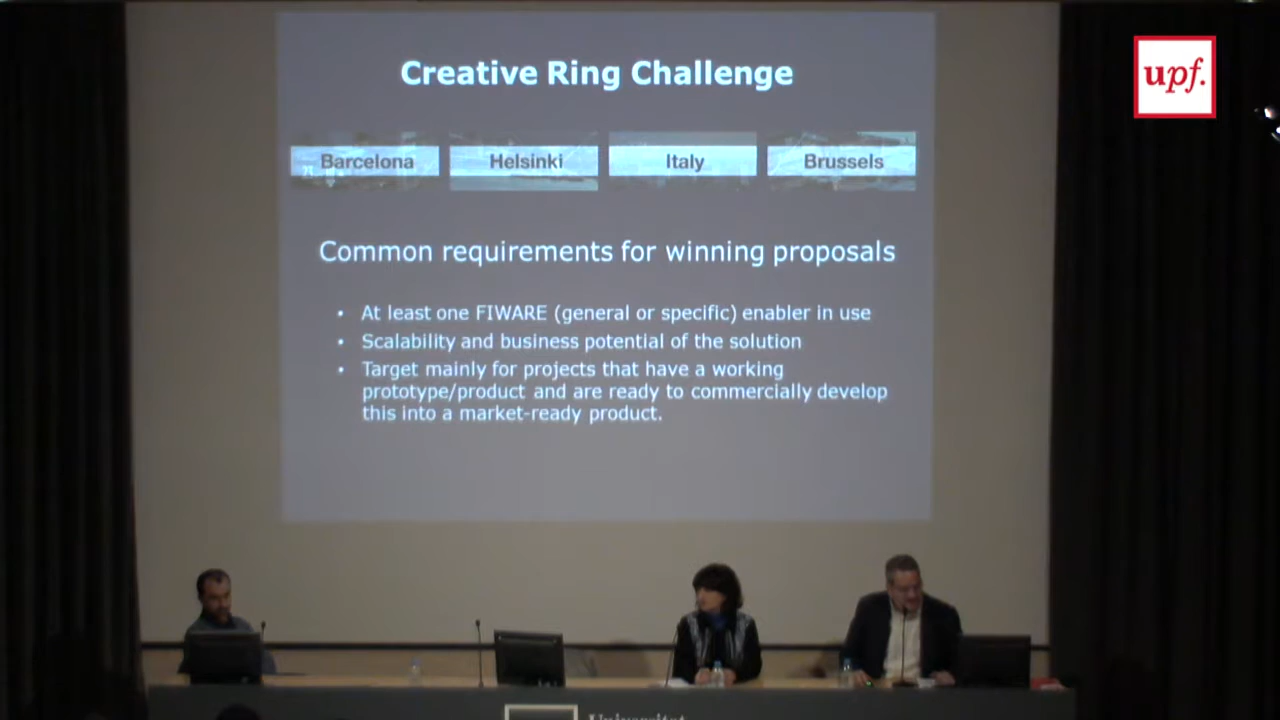 upf.
Creative Ring Challenge
Barcelona Helsinki Italy Brussels
Common requirements for winning proposals
• At least one FIWARE (general or specific) enabler in use
• Scalability and business potential of the solution
• Target mainly for projects that have a working
prototype/product and are ready to commercially develop
this into a market-ready product.
Universitat